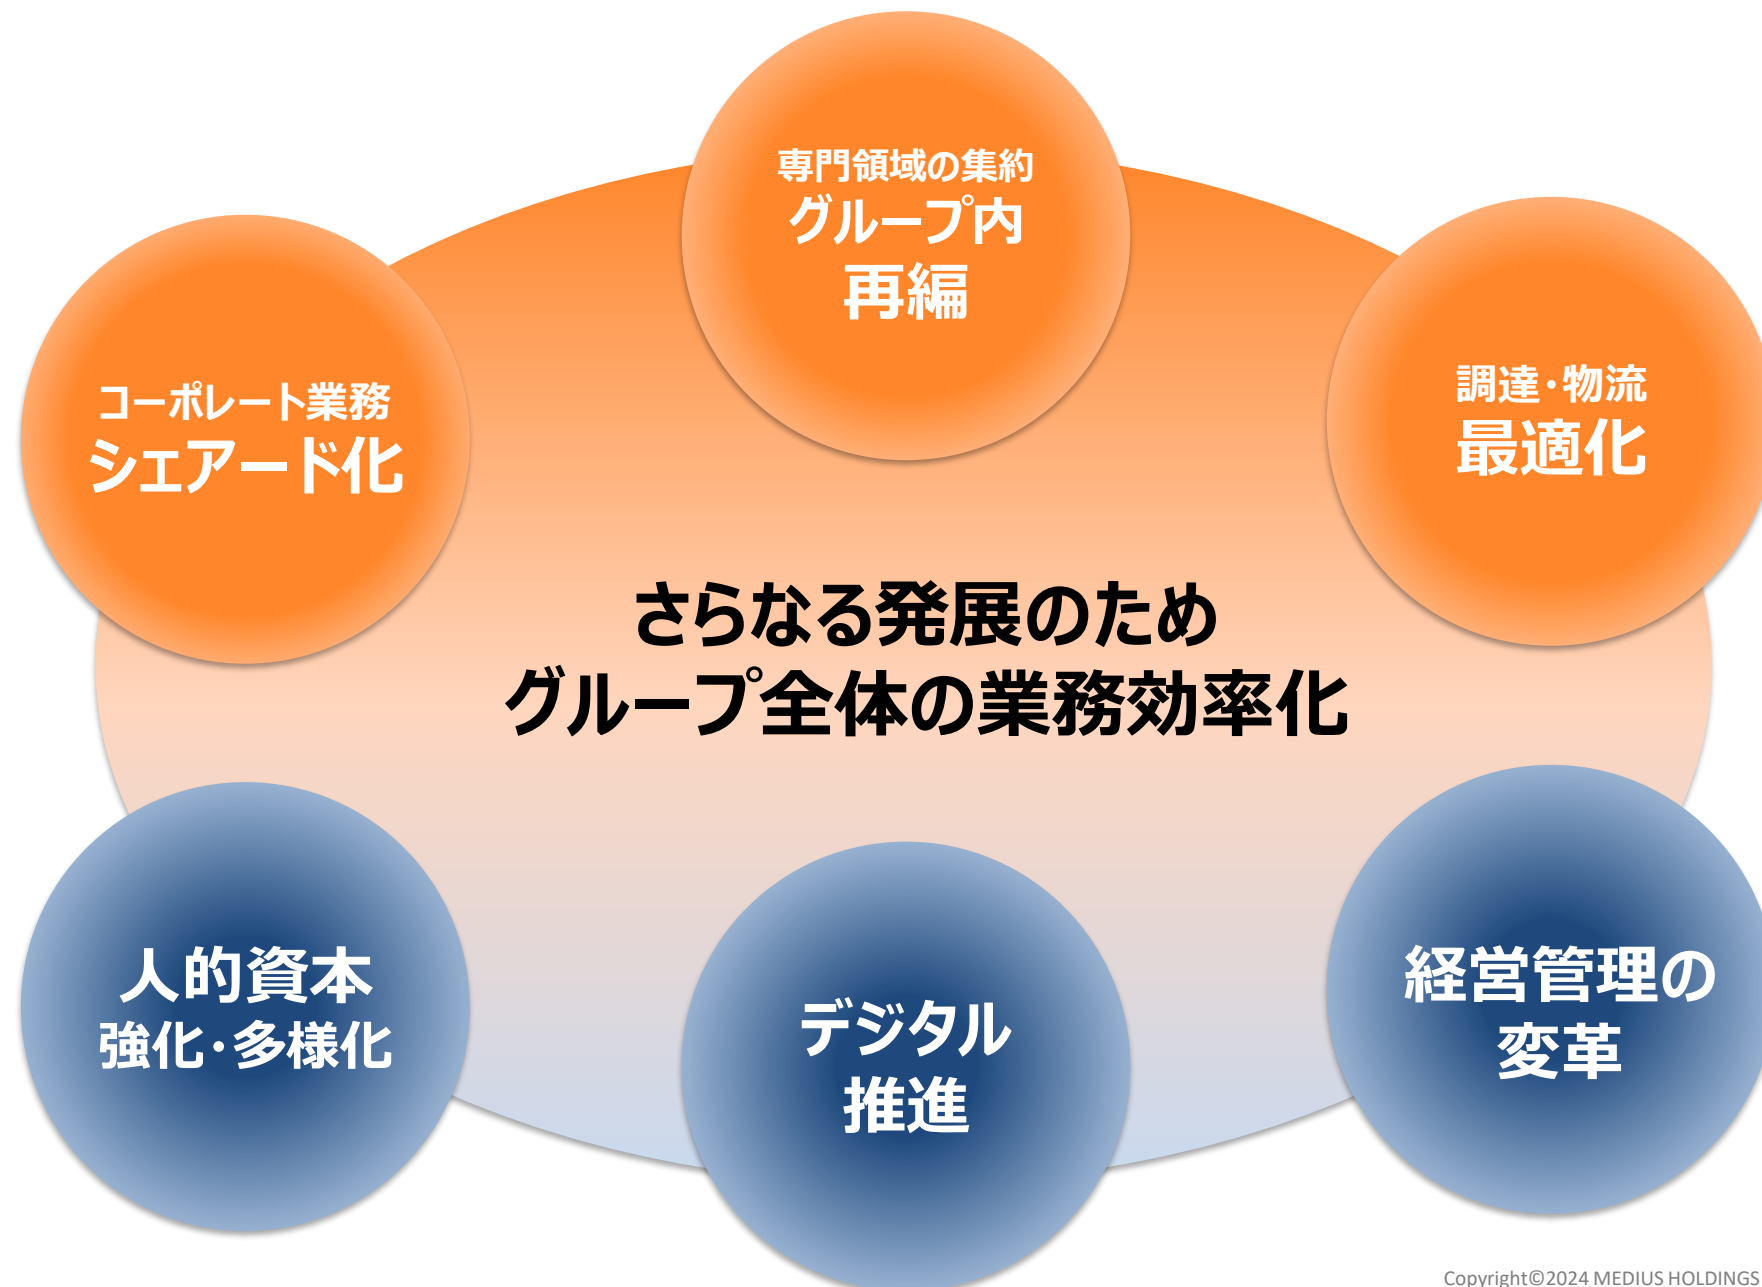 専門領域の集約
グループ内
再編
コーポレート業務
シェアード化
調達・物流
最適化
さらなる発展のため
グループ全体の業務効率化
人的資本
強化・多様化
デジタル
推進
経営管理の
変革
Copyright©2024 MEDIUS HOLDINGS